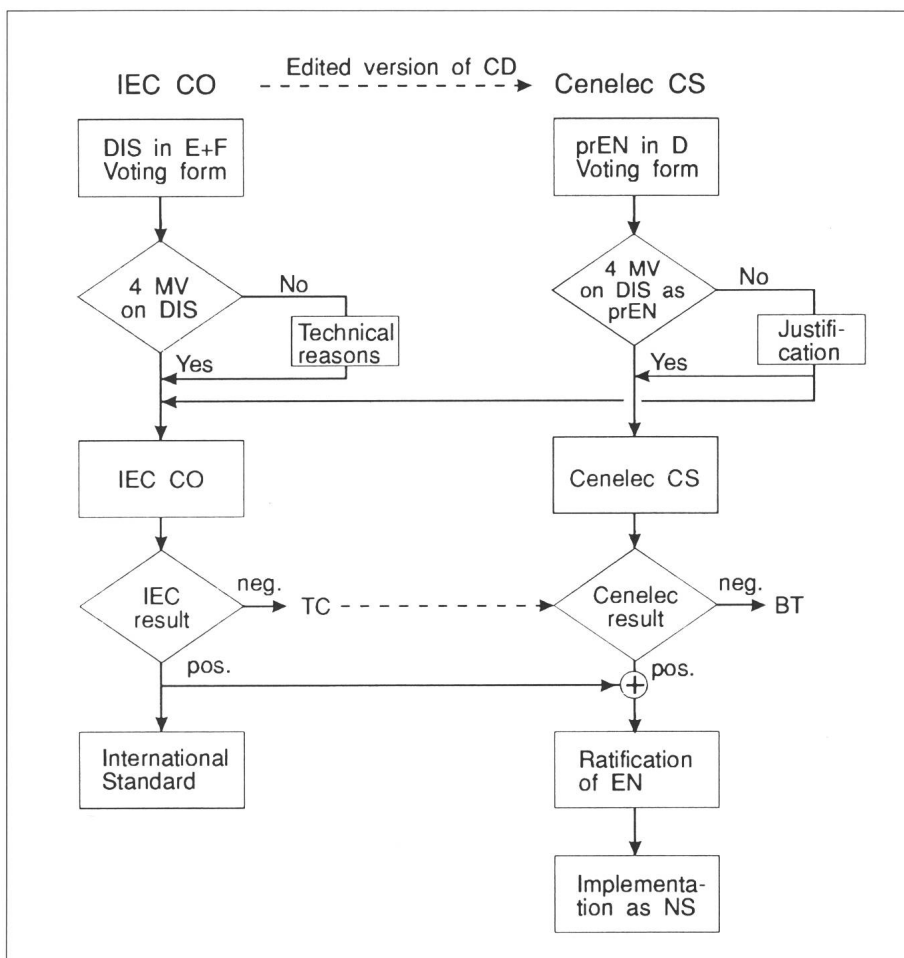 Edited version of CD
IEC CO
Cenelec CS
DIS in E+F
Voting form
prEN in D
Voting form
4 MV
on DIS
No
Technical
reasons
Yes
4 MV
on DIS as
prEN
No
Justifi-
cation
Yes
IEC CO
Cenelec CS
IEC
result
neg.
TC
pos.
Cenelec
result
neg.
BT
pos.
+
International
Standard
Ratification
of EN
Implementa-
tion as NS